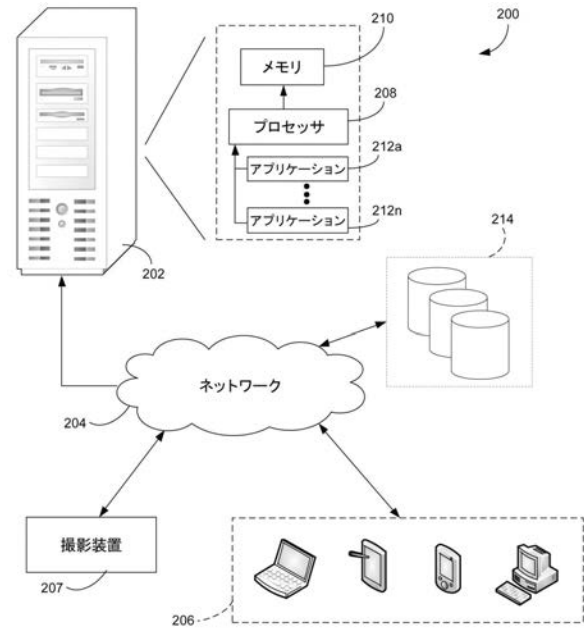 200
210
メモリ
208
プロセッサ
212a
アプリケーション
アプリケーション
212n
202
214
ネットワーク
204
撮影装置
207
206